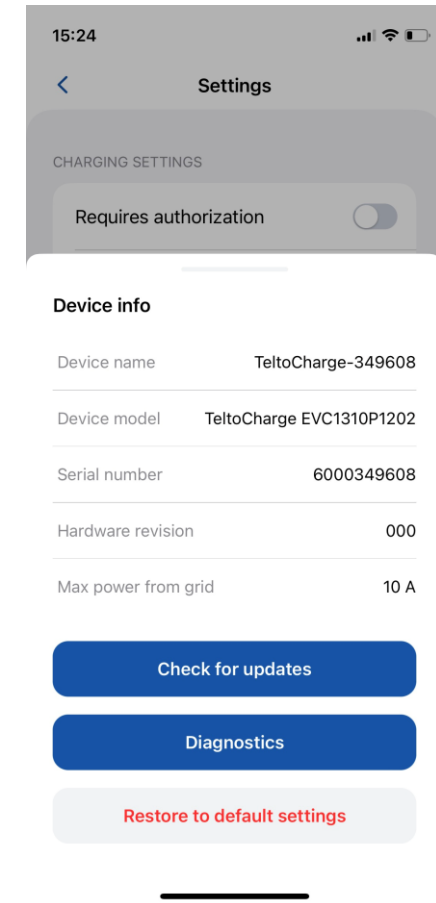 15:24
Settings
CHARGING SETTINGS
Requires authorization
Device info
Device name TeltoCharge-349608
Device model TeltoCharge EVC1310P1202
Serial number 6000349608
Hardware revision 000
Max power from grid 10 A
Check for updates
Diagnostics
Restore to default settings